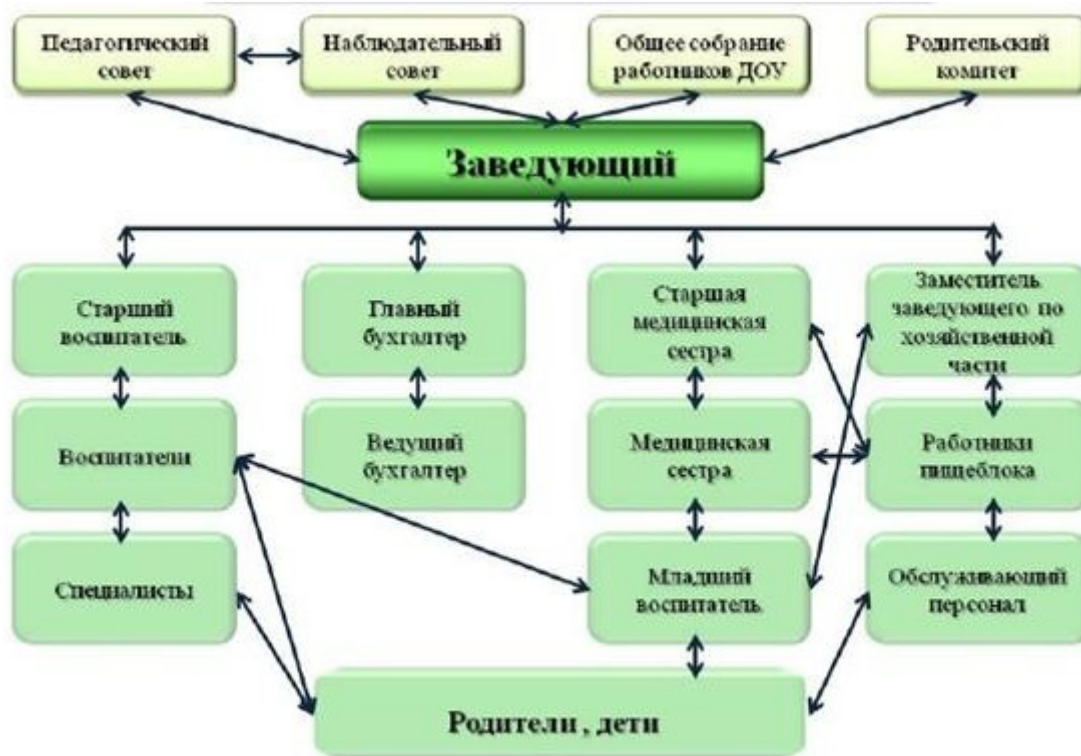 Педагогический
совет
Наблюдательный
совет
Общее собрание
работников ДОУ
Родительский
комитет
Заведующий
Старший
воспитатель
Главный
бухгалтер
Старшая
медицинская
сестра
Заместитель
заведующего по
хозяйственной
части
Воспитатели
Ведущий
бухгалтер
Медицинская
сестра
Работники
пищеблока
Специалисты
Младший
воспитатель
Обслуживающий
персонал
Родители , дети